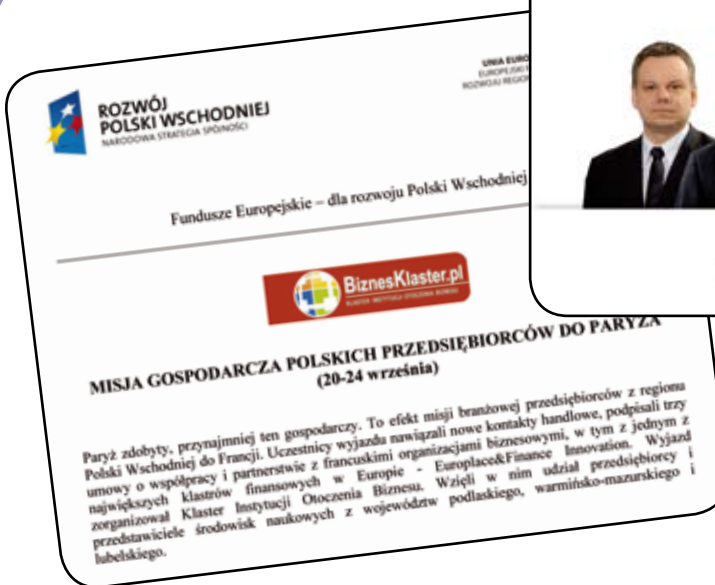 ROZWÓJ
POLSKI WSCHODNIEJ
NARODOWA STRATEGIA SPÓJNOŚCI
UNIA
EUROPEJSKI
ROZWOJU
Fundusze Europejskie – dla rozwoju Polski Wschodniej
BiznesKlaster.pl
KLASTER INSTYTUCJI OTOCZENIA BIZNESU
MISJA GOSPODARCZA POLSKICH PRZEDSIĘBIORCÓW DO PARYŻA
(20-24 września)
Paryż zdobyty, przynajmniej ten gospodarczy. To efekt misji branżowej przedsiębiorców z regionu
Polski Wschodniej do Francji. Uczestnicy wyjazdu nawiązali nowe kontakty handlowe, podpisali trzy
umowy o współpracy i partnerstwie z francuskimi organizacjami biznesowymi, w tym z jednym z
największych klastrów finansowych w Europie - Europlace&Finance Innovation. Wyjazd
zorganizował Klaster Instytucji Otoczenia Biznesu. Wzięli w nim udział przedsiębiorcy i
przedstawiciele środowisk naukowych z województw podlaskiego, warmińsko-mazurskiego i
lubelskiego.